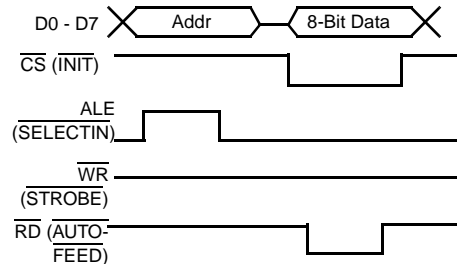 D0 - D7 Addr 8-Bit Data
CS (INIT)
ALE
(SELECTIN)
WR
(STROBE)
RD (AUTO-
FEED)